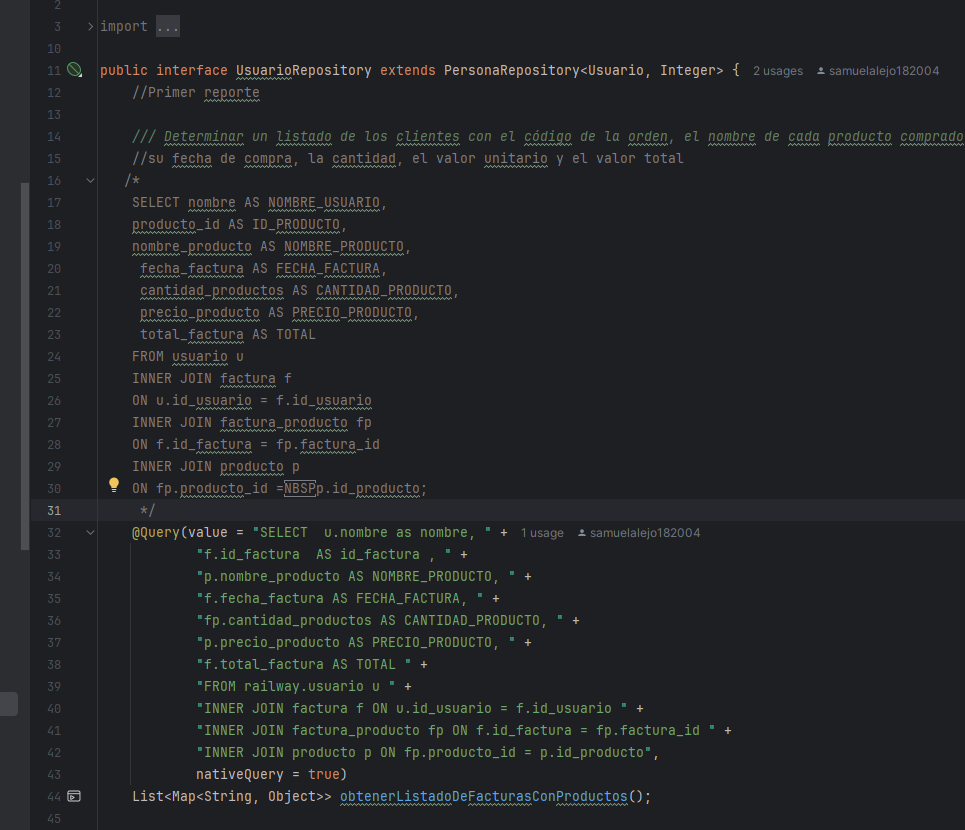 2
3 import ...
10
11 public interface UsuarioRepository extends PersonaRepository<Usuario, Integer> { 2 usages samuelalejo182004
12 //Primer reporte
13
14 /// Determinar un listado de los clientes con el código de la orden, el nombre de cada producto comprado
15 //su fecha de compra, la cantidad, el valor unitario y el valor total
16 /*
17 SELECT nombre AS NOMBRE_USUARIO,
18 producto_id AS ID_PRODUCTO,
19 nombre_producto AS NOMBRE_PRODUCTO,
20 fecha_factura AS FECHA_FACTURA,
21 cantidad_productos AS CANTIDAD_PRODUCTO,
22 precio_producto AS PRECIO_PRODUCTO,
23 total_factura AS TOTAL
24 FROM usuario u
25 INNER JOIN factura f
26 ON u.id_usuario = f.id_usuario
27 INNER JOIN factura_producto fp
28 ON f.id_factura = fp.factura_id
29 INNER JOIN producto p
30 ON fp.producto_id =NBSPp.id_producto;
31 */
32 @Query(value = "SELECT  u.nombre as nombre, " + 1 usage samuelalejo182004
33 "f.id_factura  AS id_factura , " +
34 "p.nombre_producto AS NOMBRE_PRODUCTO, " +
35 "f.fecha_factura AS FECHA_FACTURA, " +
36 "fp.cantidad_productos AS CANTIDAD_PRODUCTO, " +
37 "p.precio_producto AS PRECIO_PRODUCTO, " +
38 "f.total_factura AS TOTAL " +
39 "FROM railway.usuario u " +
40 "INNER JOIN factura f ON u.id_usuario = f.id_usuario " +
41 "INNER JOIN factura_producto fp ON f.id_factura = fp.factura_id " +
42 "INNER JOIN producto p ON fp.producto_id = p.id_producto",
43 nativeQuery = true)
44 List<Map<String, Object>> obtenerListadoDeFacturasConProductos();
45